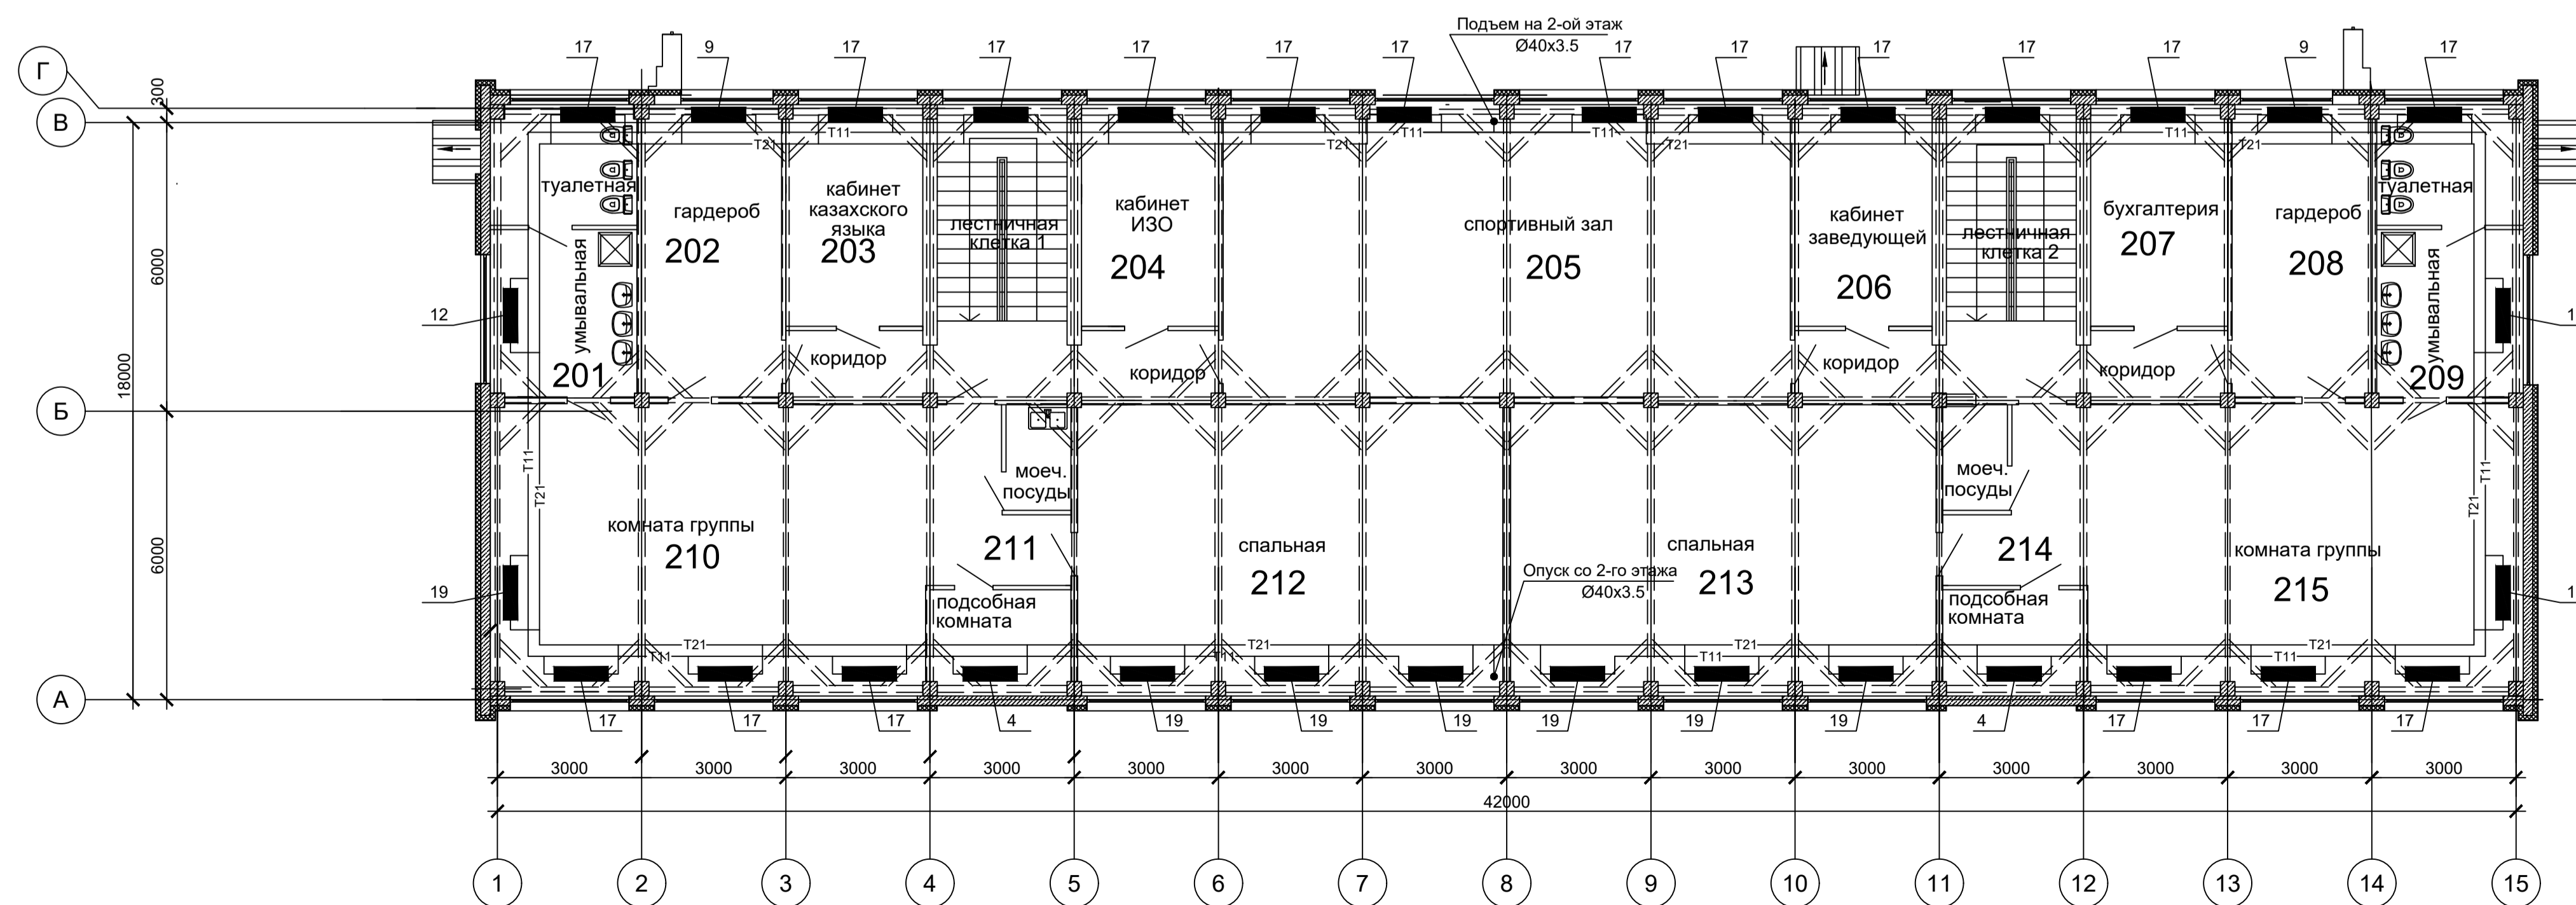 Подъем на 2-ой этаж
Ø40х3.5
17
9
17
17
17
17
17
17
17
17
17
17
9
17
Г
В
Б
А
300
6000
18000
6000
Т11
Т21
Т21
Т11
Т11
Т21
Т11
Т21
туалетная
умывальная
201
гардероб
202
кабинет
казахского
языка
203
лестничная
клетка 1
кабинет
ИЗО
204
спортивный зал
205
кабинет
заведующей
206
лестничная
клетка 2
бухгалтерия
207
гардероб
208
туалетная
умывальная
209
12
1
коридор
коридор
коридор
коридор
Т11
Т21
Т11
Т21
моеч.
посуды
моеч.
посуды
комната группы
210
211
спальная
212
спальная
213
214
комната группы
215
Опуск со 2-го этажа
Ø40х3.5
19
1
подсобная
комната
подсобная
комната
Т21
Т11
Т21
Т11
Т21
Т11
Т21
Т11
17
17
17
4
19
19
19
19
19
19
4
17
17
17
3000
3000
3000
3000
3000
3000
3000
3000
3000
3000
3000
3000
3000
3000
42000
1
2
3
4
5
6
7
8
9
10
11
12
13
14
15